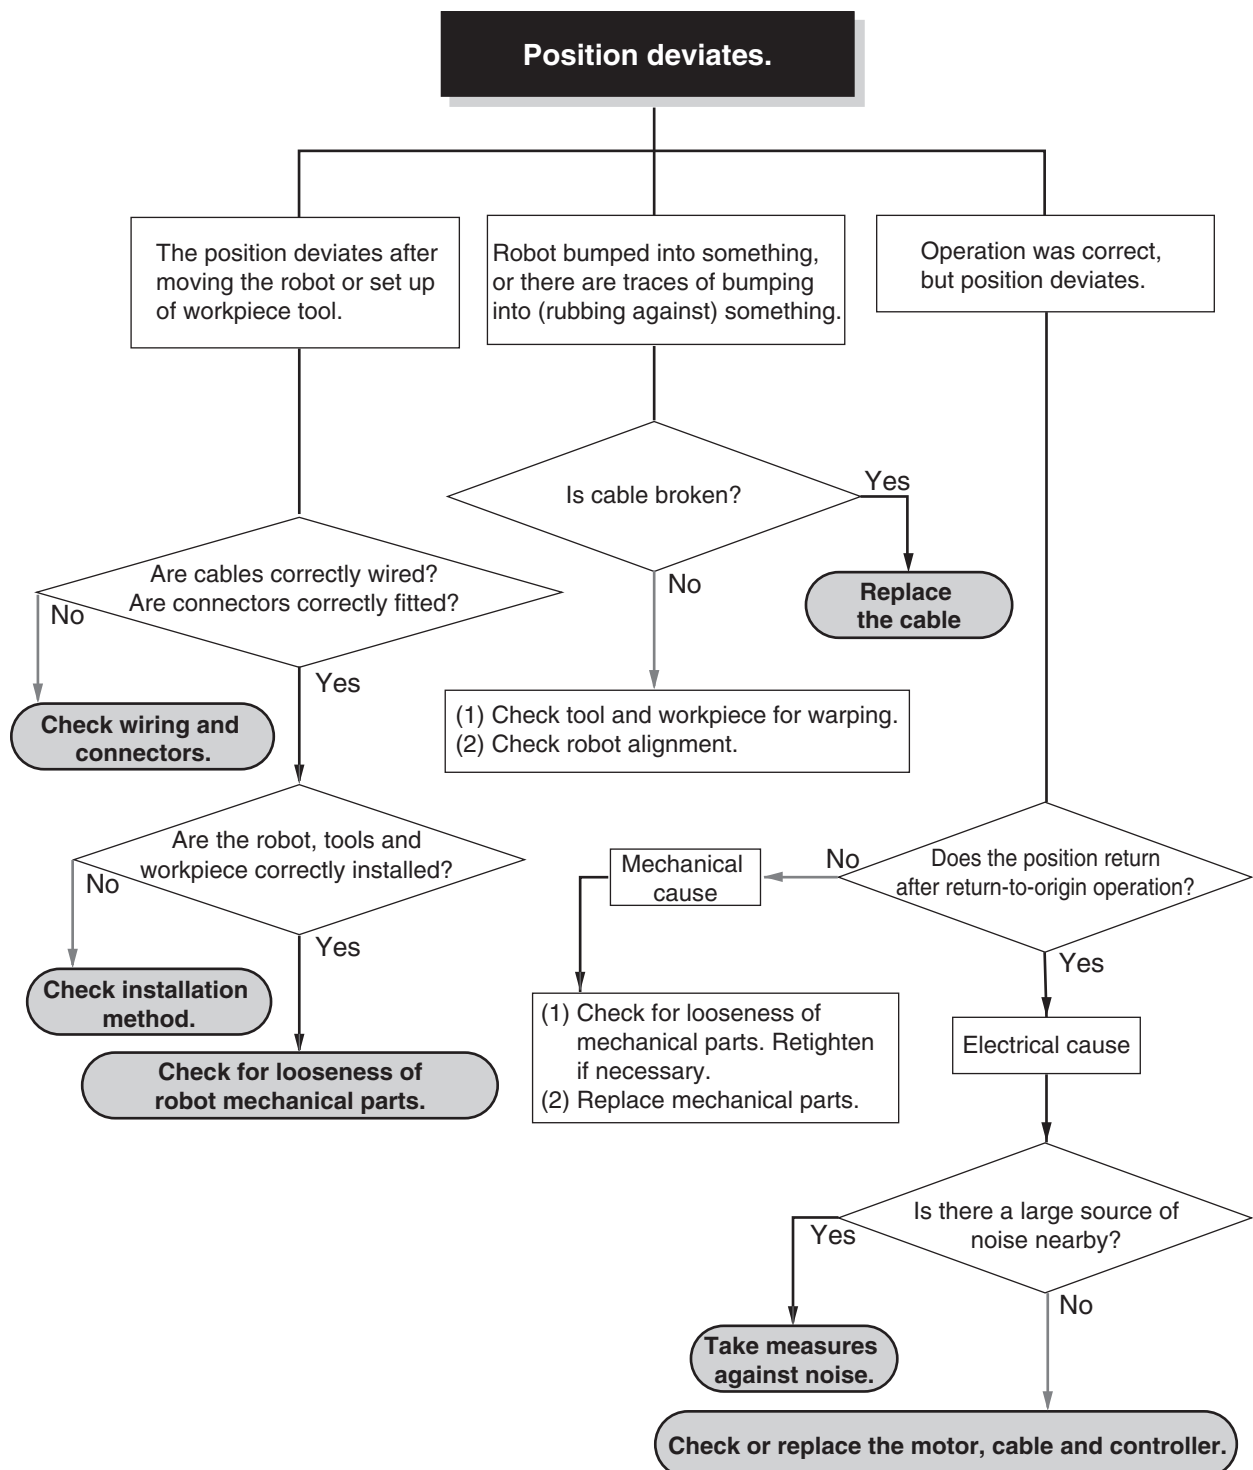 Position deviates.
The position deviates after
moving the robot or set up
of workpiece tool.
Robot bumped into something,
or there are traces of bumping
into (rubbing against) something.
Operation was correct,
but position deviates.
Is cable broken?
Yes
No
Replace
the cable
Are cables correctly wired?
Are connectors correctly fitted?
No
Yes
Check wiring and
connectors.
(1) Check tool and workpiece for warping.
(2) Check robot alignment.
Are the robot, tools and
workpiece correctly installed?
No
Yes
Check installation
method.
Check for looseness of
robot mechanical parts.
Does the position return
after return-to-origin operation?
No
Yes
Mechanical
cause
(1) Check for looseness of
mechanical parts. Retighten
if necessary.
(2) Replace mechanical parts.
Electrical cause
Is there a large source of
noise nearby?
Yes
No
Take measures
against noise.
Check or replace the motor, cable and controller.